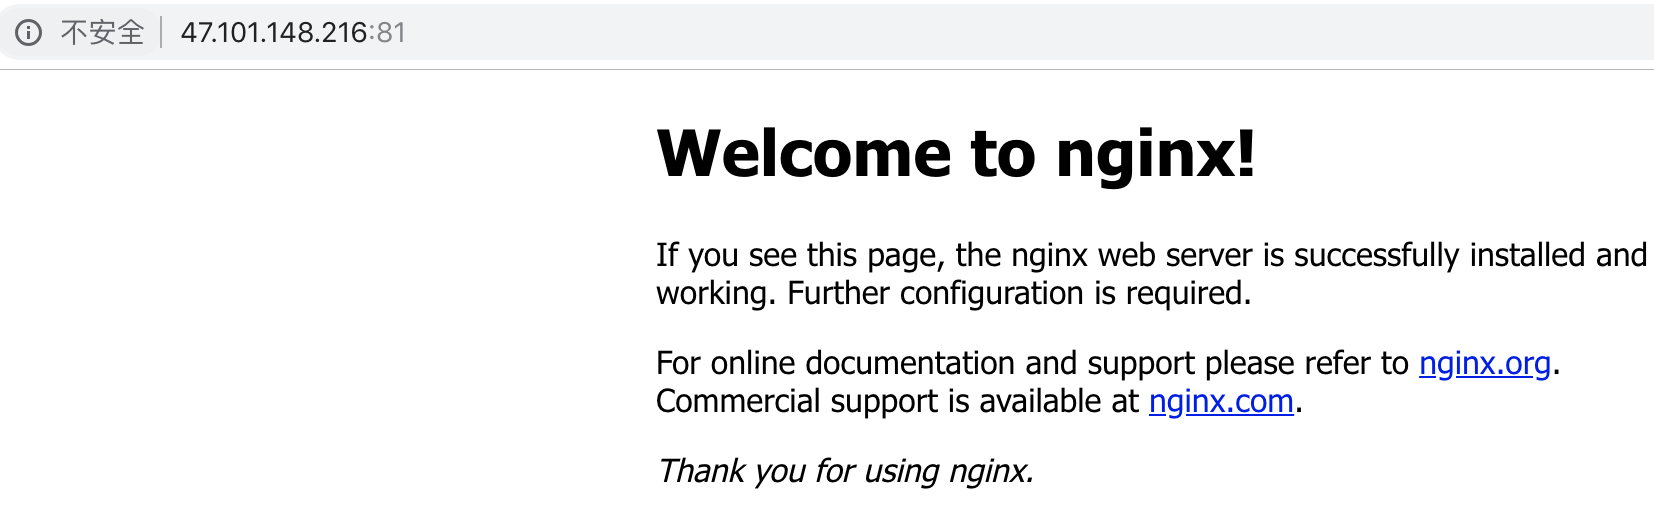 不安全 47.101.148.216:81
Welcome to nginx!
If you see this page, the nginx web server is successfully installed and
working. Further configuration is required.
For online documentation and support please refer to nginx.org.
Commercial support is available at nginx.com.
Thank you for using nginx.